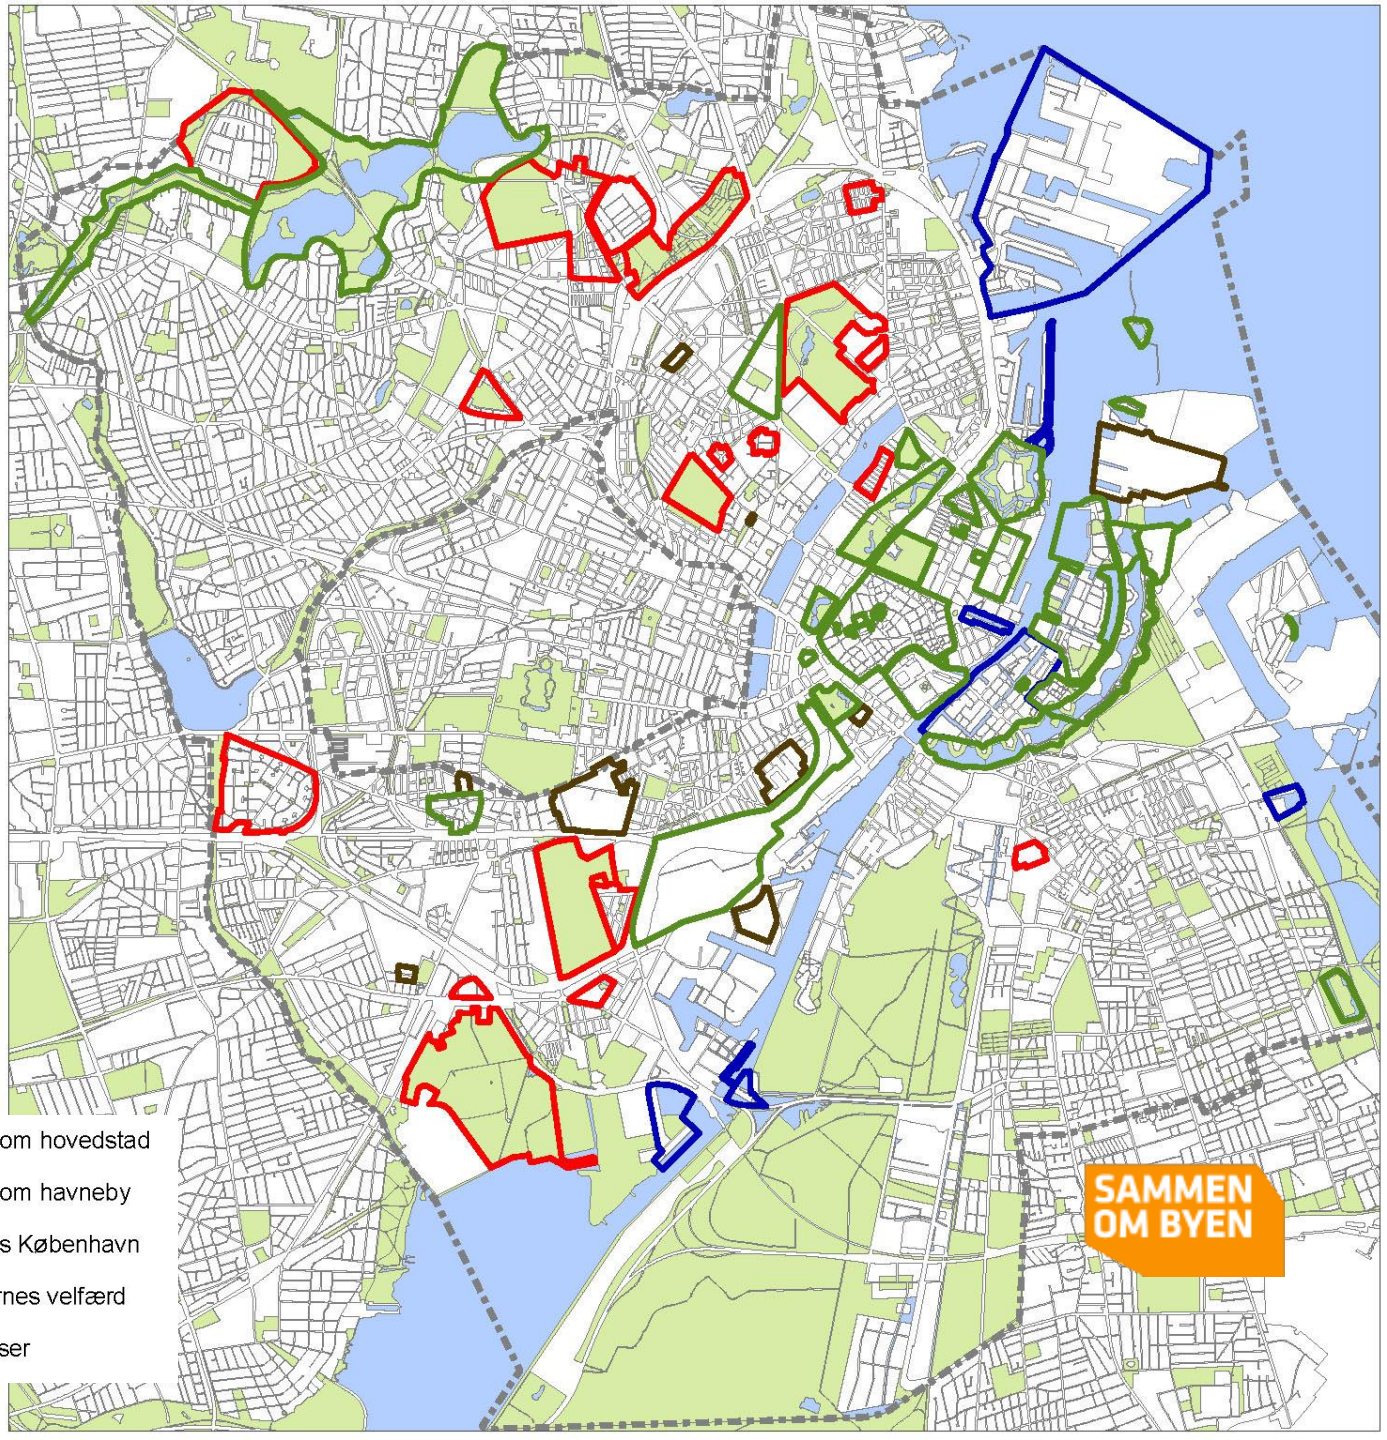 om hovedstad
om havneby
s København
rnes velfærd
ser
SAMMEN
OM BYEN